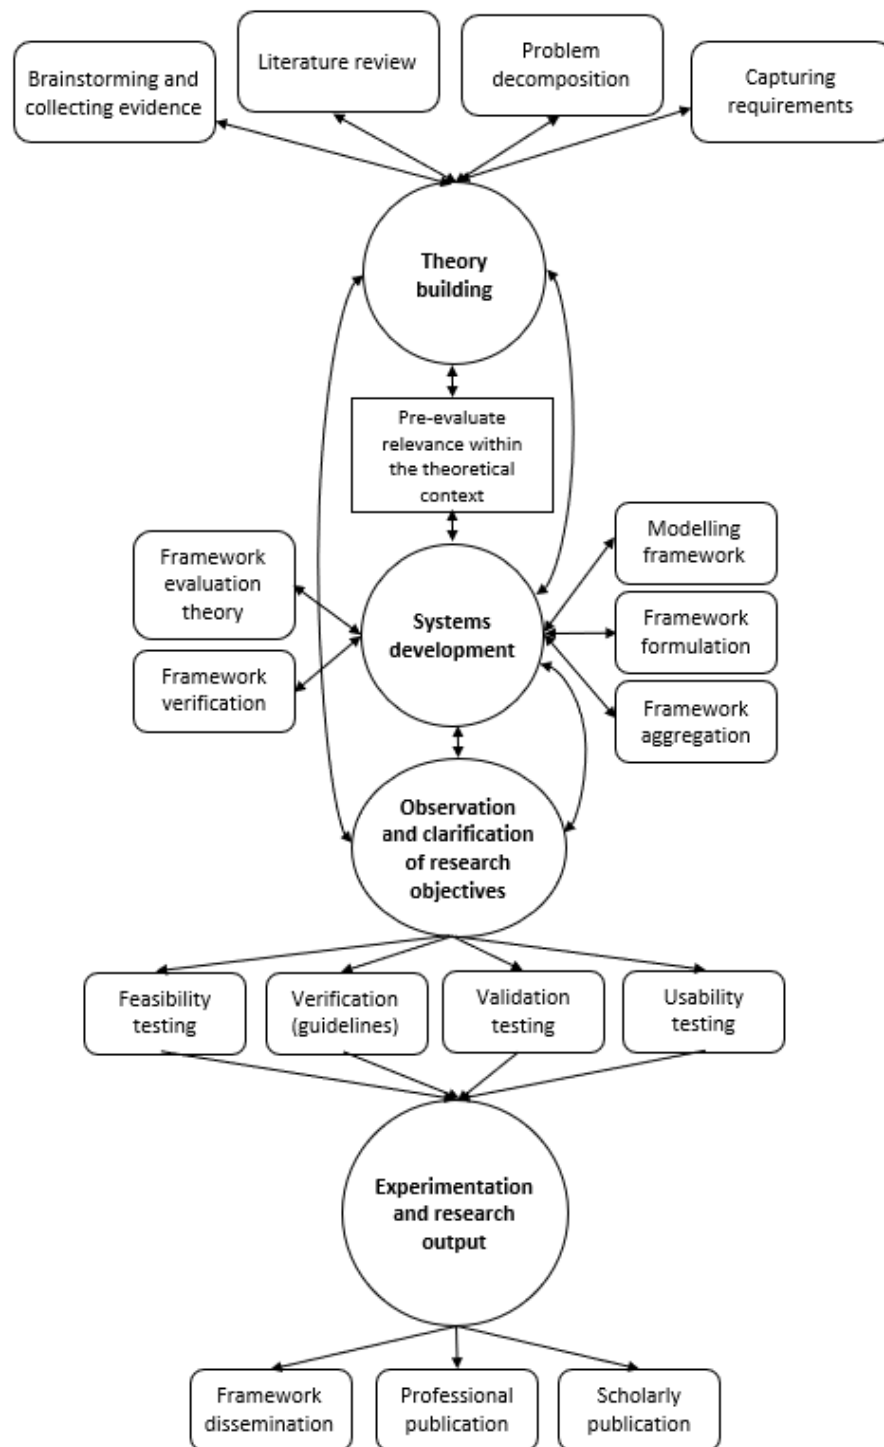 Brainstorming and
collecting evidence
Literature review
Problem
decomposition
Capturing
requirements
Theory
building
Pre-evaluate
relevance within
the theoretical
context
Framework
evaluation
theory
Framework
verification
Systems
development
Modelling
framework
Framework
formulation
Framework
aggregation
Observation
and clarification
of research
objectives
Feasibility
testing
Verification
(guidelines)
Validation
testing
Usability
testing
Experimentation
and research
output
Framework
dissemination
Professional
publication
Scholarly
publication